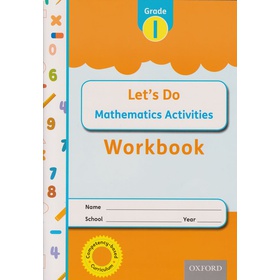 Grade
1
Let's Do
Mathematics Activities
Workbook
Name
School Year
Competency-based
Curriculum
OXFORD